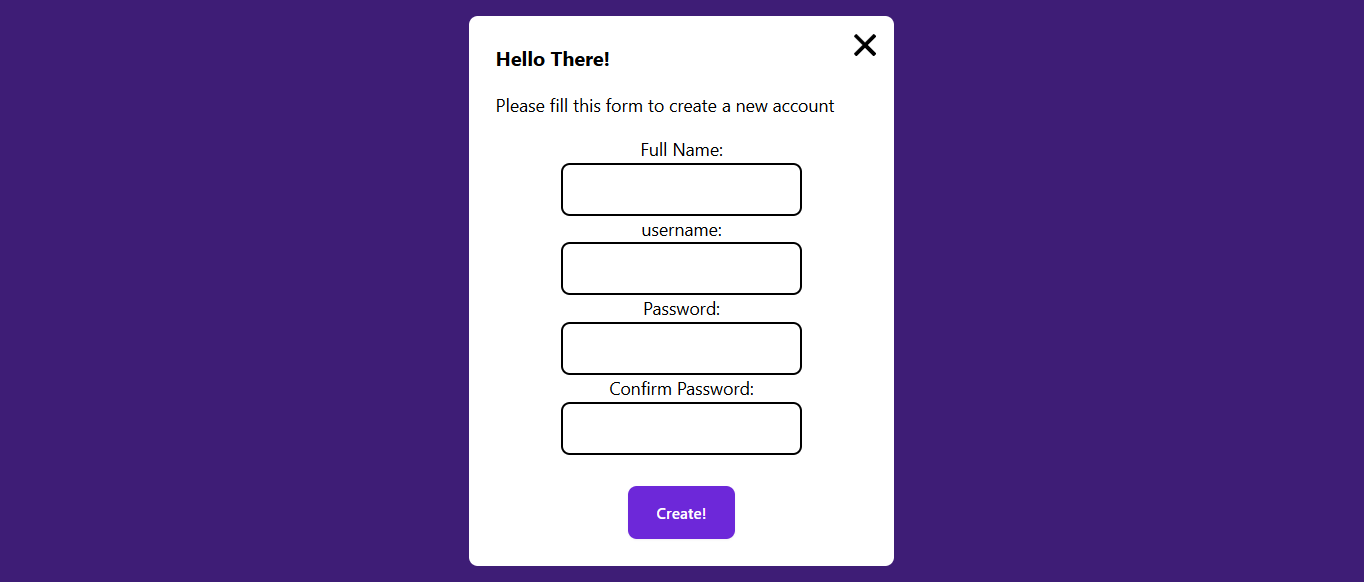 Hello There!
Please fill this form to create a new account
Full Name:
username:
Password:
Confirm Password:
Create!